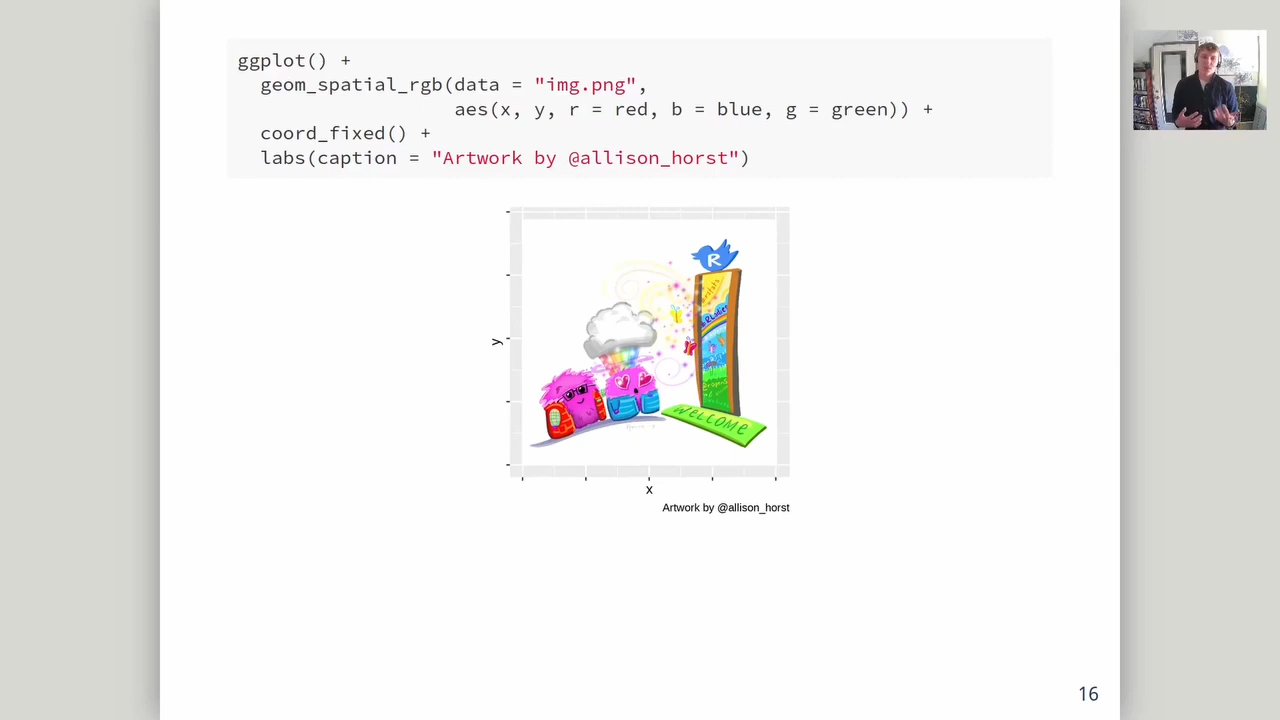 ggplot() +
geom_spatial_rgb(data = "img.png",
aes(x, y, r = red, b = blue, g = green)) +
coord_fixed() +
labs(caption = "Artwork by @allison_horst")
R
WELCOME
y
x
Artwork by @allison_horst
16